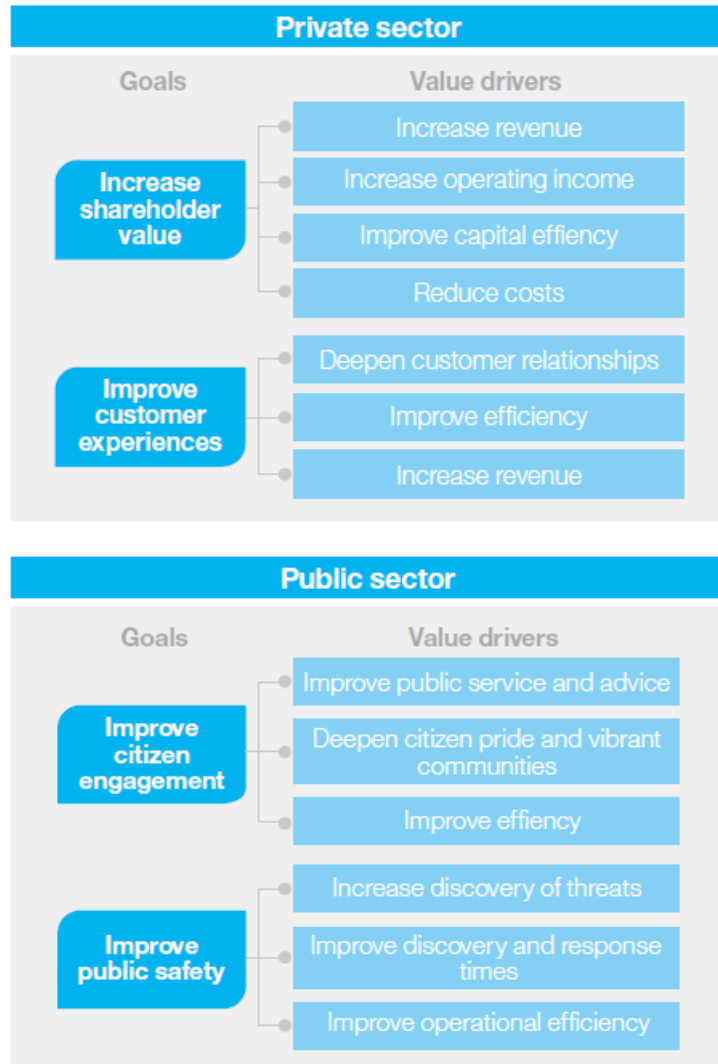 Private sector
Goals
Value drivers
Increase
shareholder
value
Increase revenue
Increase operating income
Improve capital effiency
Reduce costs
Improve
customer
experiences
Deepen customer relationships
Improve efficiency
Increase revenue
Public sector
Goals
Value drivers
Improve
citizen
engagement
Improve public service and advice
Deepen citizen pride and vibrant
communities
Improve effiency
Improve
public safety
Increase discovery of threats
Improve discovery and response
times
Improve operational efficiency